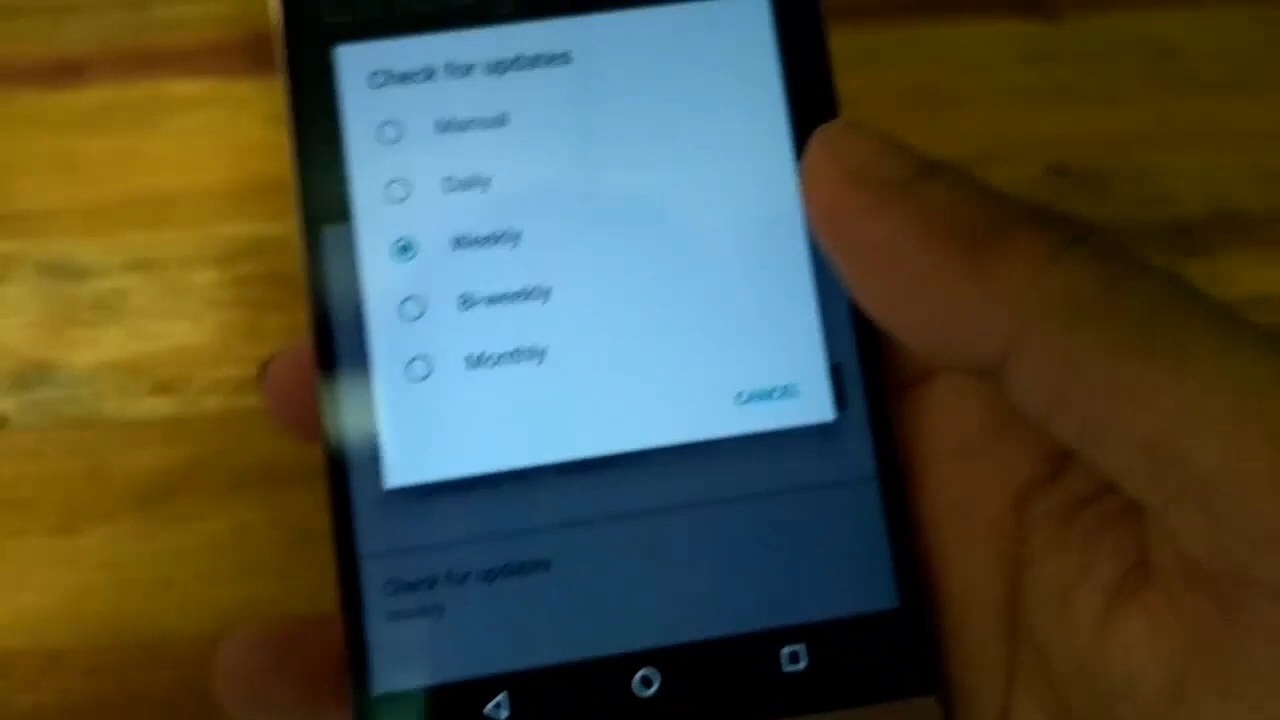 Check for updates
Manual
Daily
Weekly
Bi-weekly
Monthly
CANCEL
Check for updates
Weekly